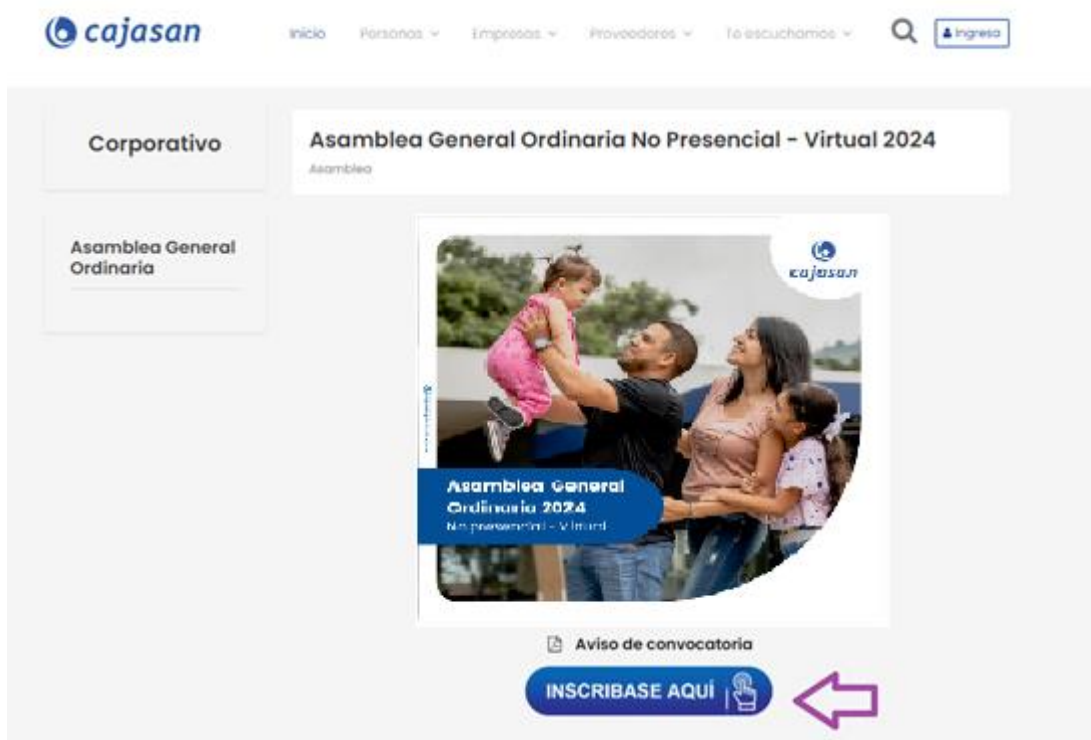 cajasan
Inicio Personas Empresas Proveedores Te escuchamos Ingreso
Corporativo
Asamblea General Ordinaria No Presencial - Virtual 2024
Asamblea
Asamblea General
Ordinaria
cajasan
Asamblea General
Ordinaria 2024
No presencial - Virtual
Aviso de convocatoria
INSCRIBASE AQUÍ